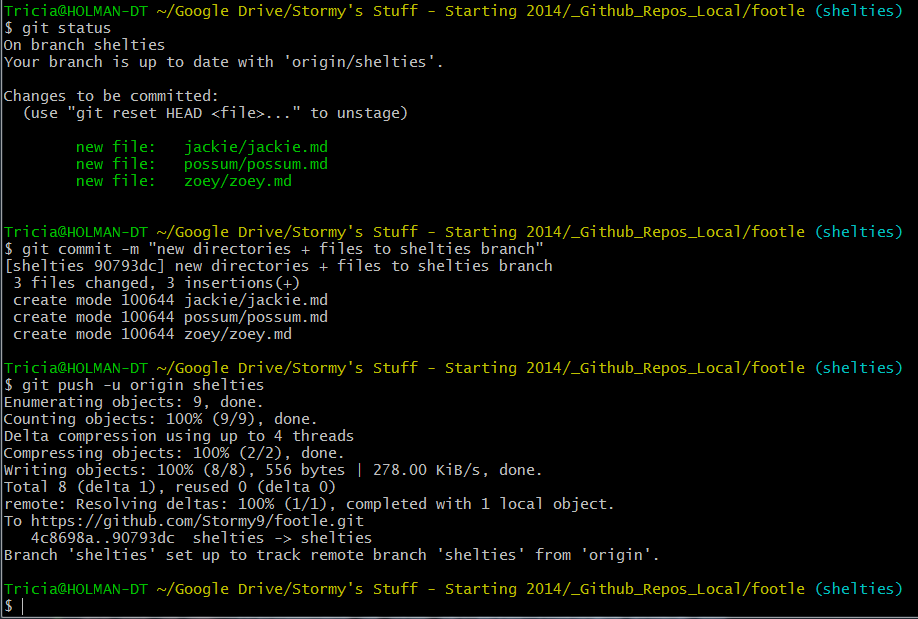 Tricia@HOLMAN-DT ~/Google Drive/Stormy's Stuff - Starting 2014/_Github_Repos_Local/footle (shelties)
$ git status
On branch shelties
Your branch is up to date with 'origin/shelties'.
Changes to be committed:
(use "git reset HEAD <file>..." to unstage)
new file: jackie/jackie.md
new file: possum/possum.md
new file: zoey/zoey.md
Tricia@HOLMAN-DT ~/Google Drive/Stormy's Stuff - Starting 2014/_Github_Repos_Local/footle (shelties)
$ git commit -m "new directories + files to shelties branch"
[shelties 90793dc] new directories + files to shelties branch
3 files changed, 3 insertions(+)
create mode 100644 jackie/jackie.md
create mode 100644 possum/possum.md
create mode 100644 zoey/zoey.md
Tricia@HOLMAN-DT ~/Google Drive/Stormy's Stuff - Starting 2014/_Github_Repos_Local/footle (shelties)
$ git push -u origin shelties
Enumerating objects: 9, done.
Counting objects: 100% (9/9), done.
Delta compression using up to 4 threads
Compressing objects: 100% (2/2), done.
Writing objects: 100% (8/8), 556 bytes | 278.00 KiB/s, done.
Total 8 (delta 1), reused 0 (delta 0)
remote: Resolving deltas: 100% (1/1), completed with 1 local object.
To https://github.com/Stormy9/footle.git
4c8698a..90793dc shelties -> shelties
Branch 'shelties' set up to track remote branch 'shelties' from 'origin'.
Tricia@HOLMAN-DT ~/Google Drive/Stormy's Stuff - Starting 2014/_Github_Repos_Local/footle (shelties)
$